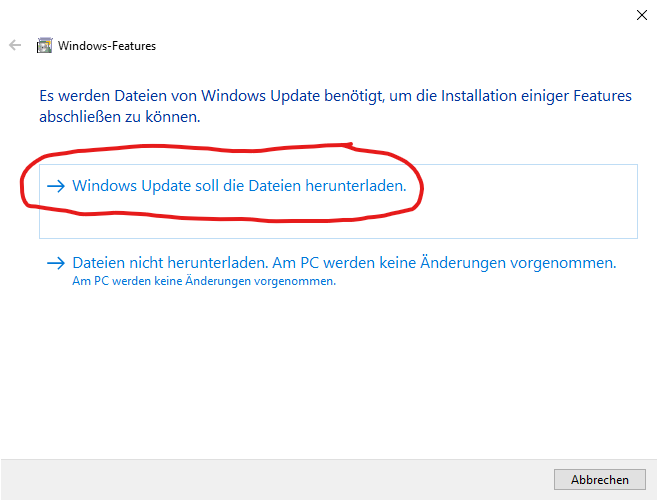 Windows-Features
Es werden Dateien von Windows Update benötigt, um die Installation einiger Features
abschließen zu können.
Windows Update soll die Dateien herunterladen.
Dateien nicht herunterladen. Am PC werden keine Änderungen vorgenommen.
Am PC werden keine Änderungen vorgenommen.
Abbrechen